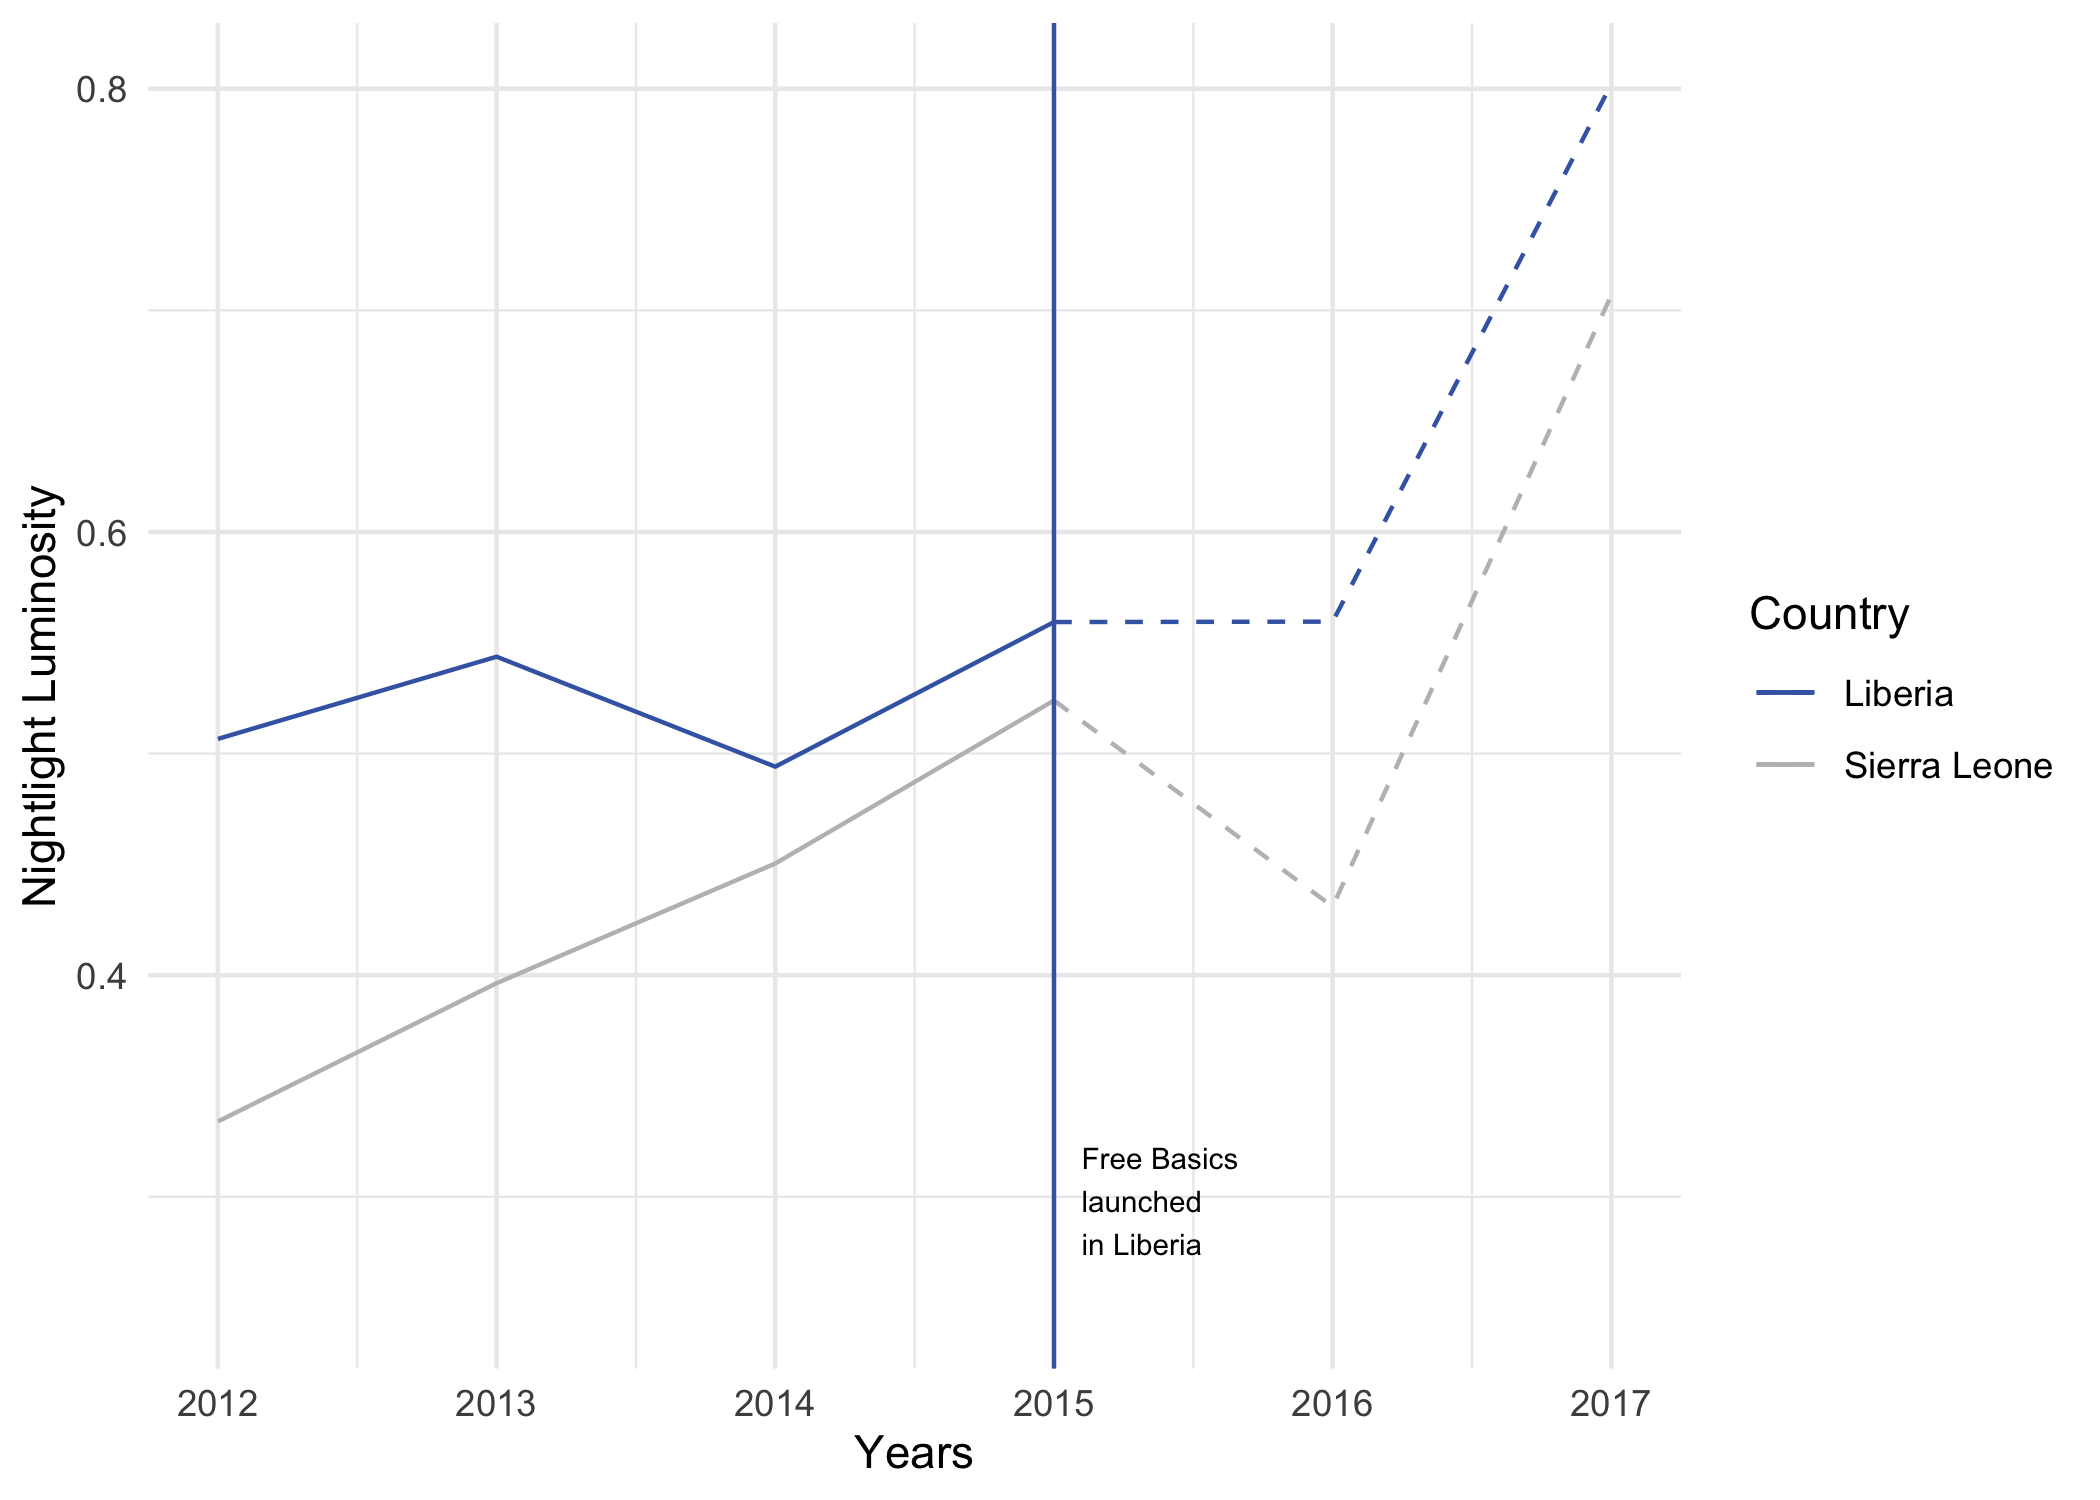 0.8
0.6
0.4
Nightlight Luminosity
Free Basics
launched
in Liberia
2012 2013 2014 2015 2016 2017
Years
Country
Liberia
Sierra Leone